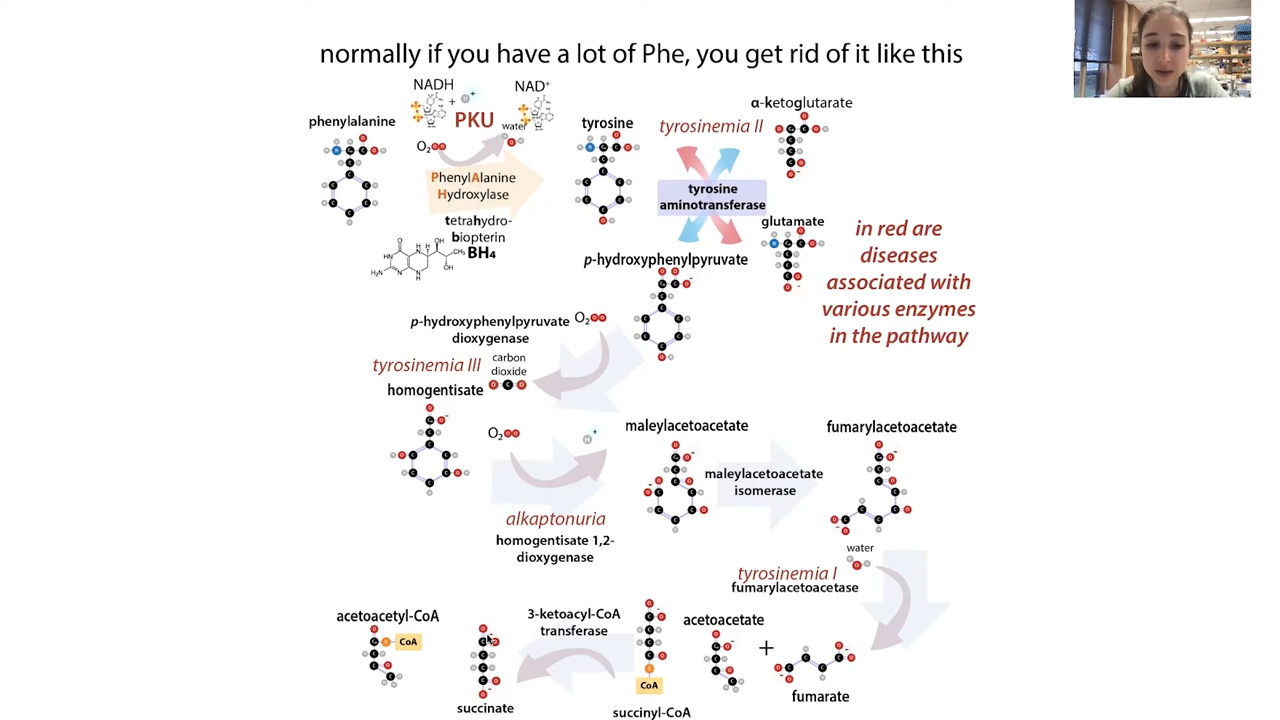 normally if you have a lot of Phe, you get rid of it like this
NADH
+
H+
NAD+
PKU
water
phenylalanine
O2
PhenylAlanine
Hydroxylase
tetrahydro-
biopterin
BH4
tyrosine
tyrosinemia II
α-ketoglutarate
tyrosine
aminotransferase
glutamate
p-hydroxyphenylpyruvate
in red are
diseases
associated with
various enzymes
in the pathway
O2
p-hydroxyphenylpyruvate
dioxygenase
tyrosinemia III
carbon
dioxide
homogentisate
O2
H+
alkaptonuria
homogentisate 1,2-
dioxygenase
maleylacetoacetate
maleylacetoacetate
isomerase
fumarylacetoacetate
water
tyrosinemia I
fumarylacetoacetase
acetoacetate
+
fumarate
3-ketoacyl-CoA
transferase
CoA
succinyl-CoA
acetoacetyl-CoA
CoA
succinate